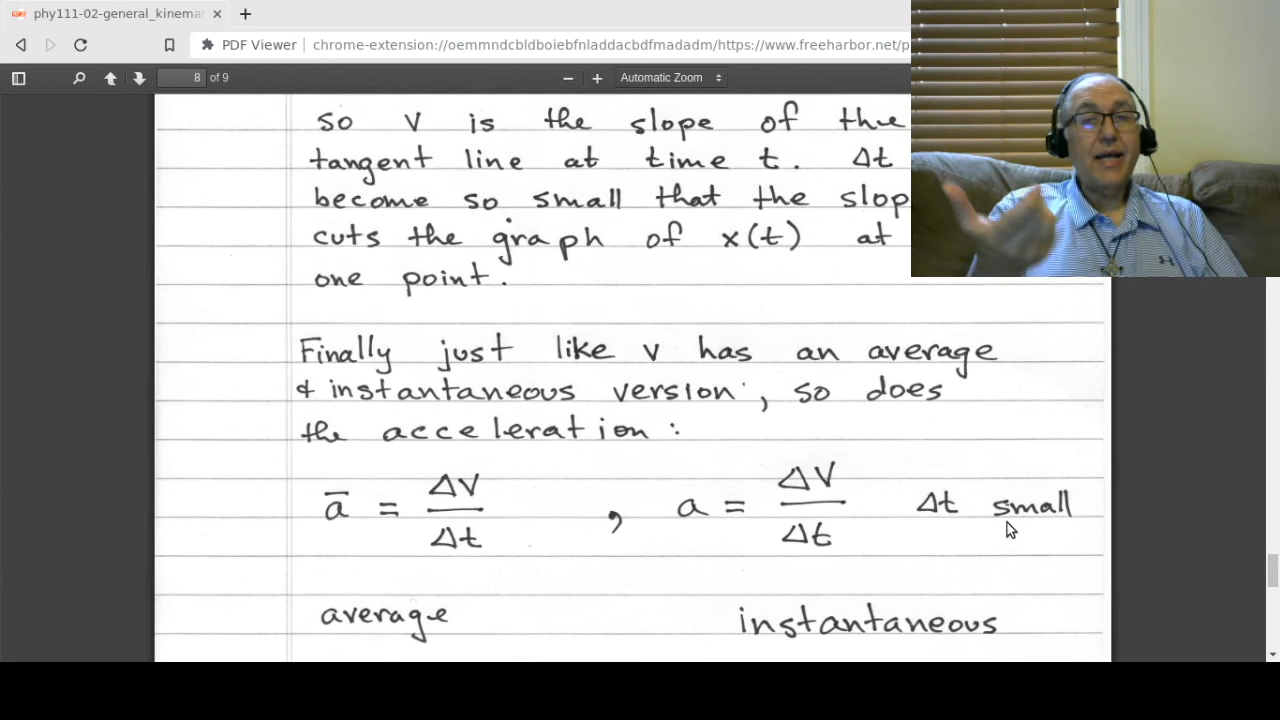 phy111-02-general_kinema
PDF Viewer chrome-extension://oemmndcbldboiebfnladdacbdfmadadm/https://www.freeharbor.net/p
8 of 9
Automatic Zoom
so v is the slope of the
tangent line at time t. Δt
become so small that the slop
cuts the graph of x(t) at
one point.
Finally just like v has an average
& instantaneous version, so does
the acceleration:
a̅ = Δv/Δt , a = Δv/Δt Δt small
average instantaneous